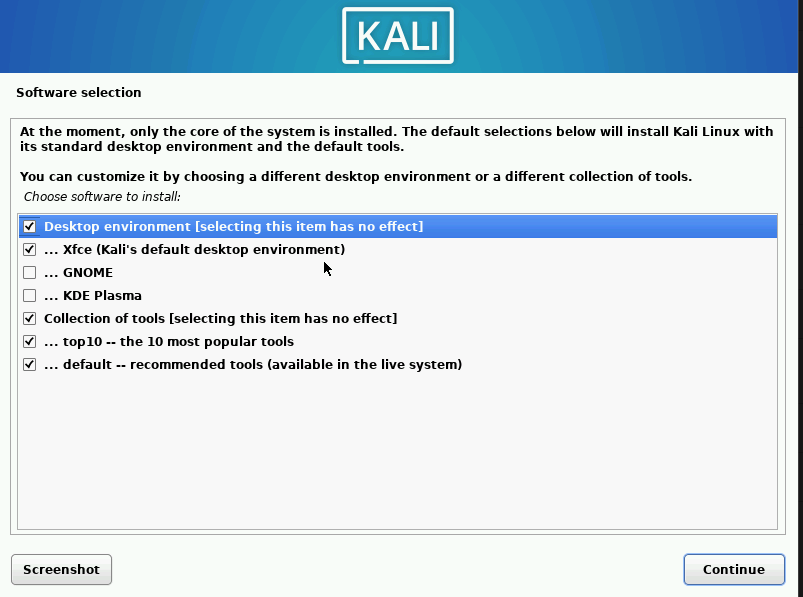 KALI
Software selection
At the moment, only the core of the system is installed. The default selections below will install Kali Linux with
its standard desktop environment and the default tools.
You can customize it by choosing a different desktop environment or a different collection of tools.
Choose software to install:
Desktop environment [selecting this item has no effect]
... Xfce (Kali's default desktop environment)
... GNOME
... KDE Plasma
Collection of tools [selecting this item has no effect]
... top10 -- the 10 most popular tools
... default -- recommended tools (available in the live system)
Screenshot
Continue